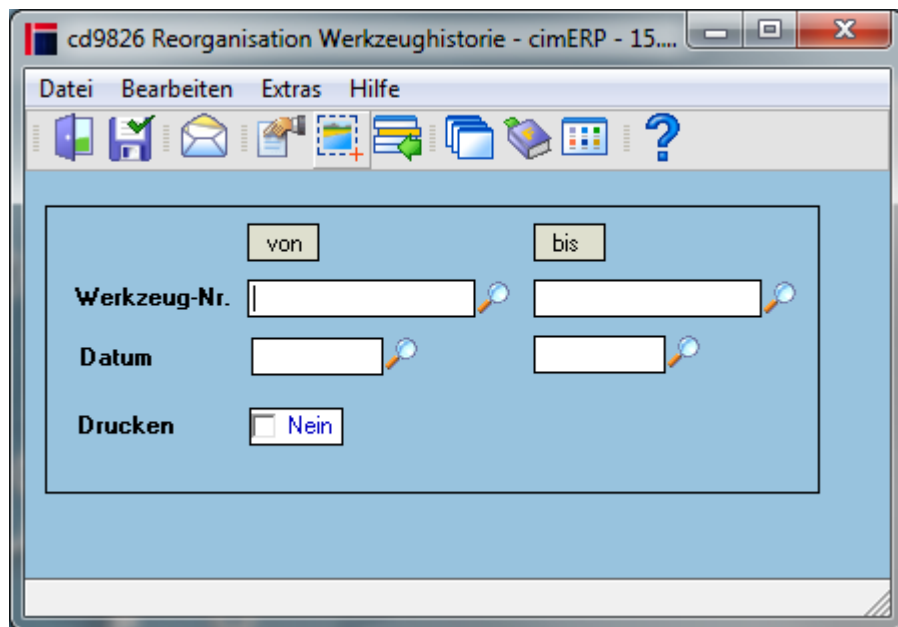 cd9826 Reorganisation Werkzeughistorie - cimERP - 15....
Datei Bearbeiten Extras Hilfe
von bis
Werkzeug-Nr.
Datum
Drucken Nein